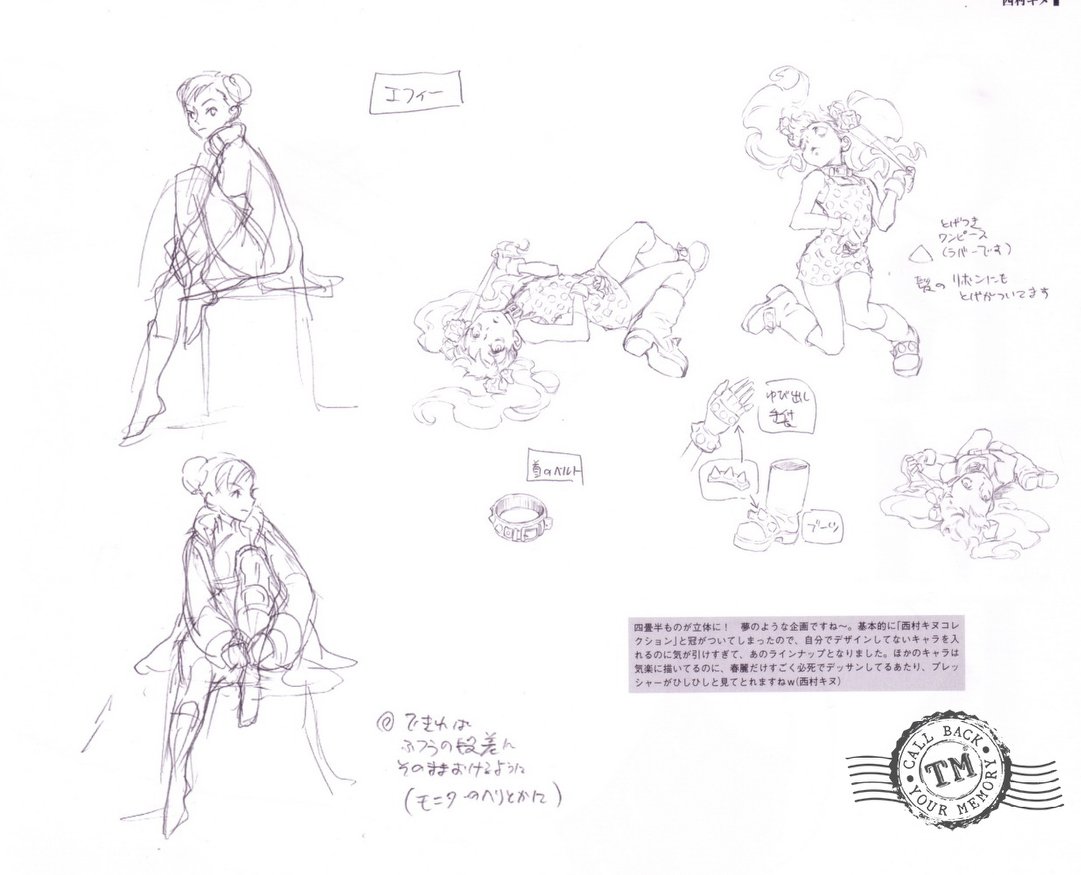 西村キヌ
エフィー
とげつき
ワンピース
(ラバーです)
髪の リボンにも
とげがついてます
ゆび出し
手袋
首のベルト
ブーツ
四畳半ものが立体に！　夢のような企画ですね〜。基本的に「西村キヌコレ
クション」と冠がついてしまったので、自分でデザインしてないキャラを入
れるのに気が引けすぎて、あのラインナップとなりました。ほかのキャラは
気楽に描いてるのに、春麗だけすごく必死でデッサンしてるあたり、プレッ
シャーがひしひしと見てとれますねｗ（西村キヌ）
◎ できれば
ふつうの段差に
そのままおけるように
(モニターのヘリとかに)
CALL BACK
TM
YOUR MEMORY